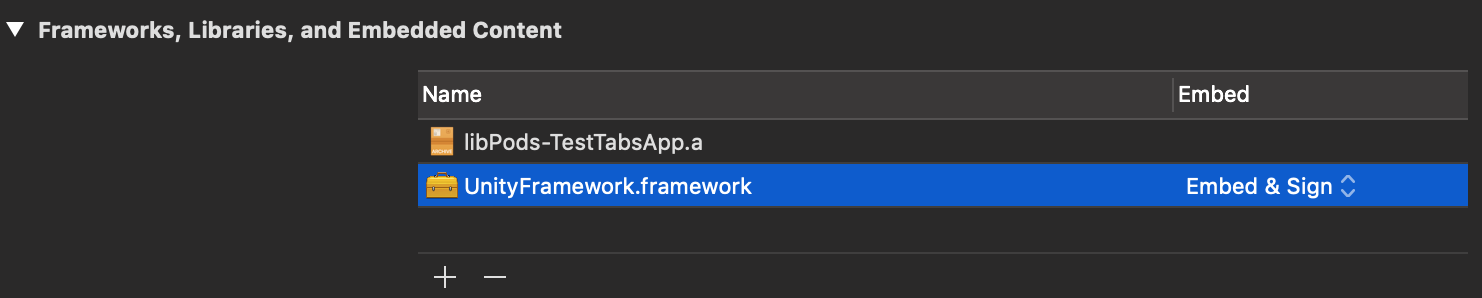 Frameworks, Libraries, and Embedded Content
Name Embed
libPods-TestTabsApp.a
UnityFramework.framework Embed & Sign